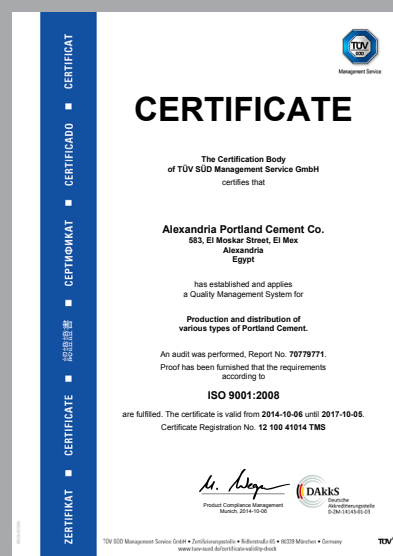 TÜV
SÜD
Management Service
CERTIFICATE
The Certification Body
of TÜV SÜD Management Service GmbH
certifies that
Alexandria Portland Cement Co.
583, El Moskar Street, El Mex
Alexandria
Egypt
has established and applies
a Quality Management System for
Production and distribution of
various types of Portland Cement.
An audit was performed, Report No. 70779771.
Proof has been furnished that the requirements
according to
ISO 9001:2008
are fulfilled. The certificate is valid from 2014-10-06 until 2017-10-05.
Certificate Registration No. 12 100 41014 TMS
Product Compliance Management
Munich, 2014-10-06
DAkkS
Deutsche
Akkreditierungsstelle
D-ZM-14143-01-03
TÜV SÜD Management Service GmbH • Zertifizierungsstelle • Ridlerstraße 65 • 80339 München • Germany
www.tuev-sued.de/certificate-validity-check
TÜV
ZERTIFIKAT ■ CERTIFICATE ■ 認證證書 ■ СЕРТИФИКАТ ■ CERTIFICADO ■ CERTIFICAT